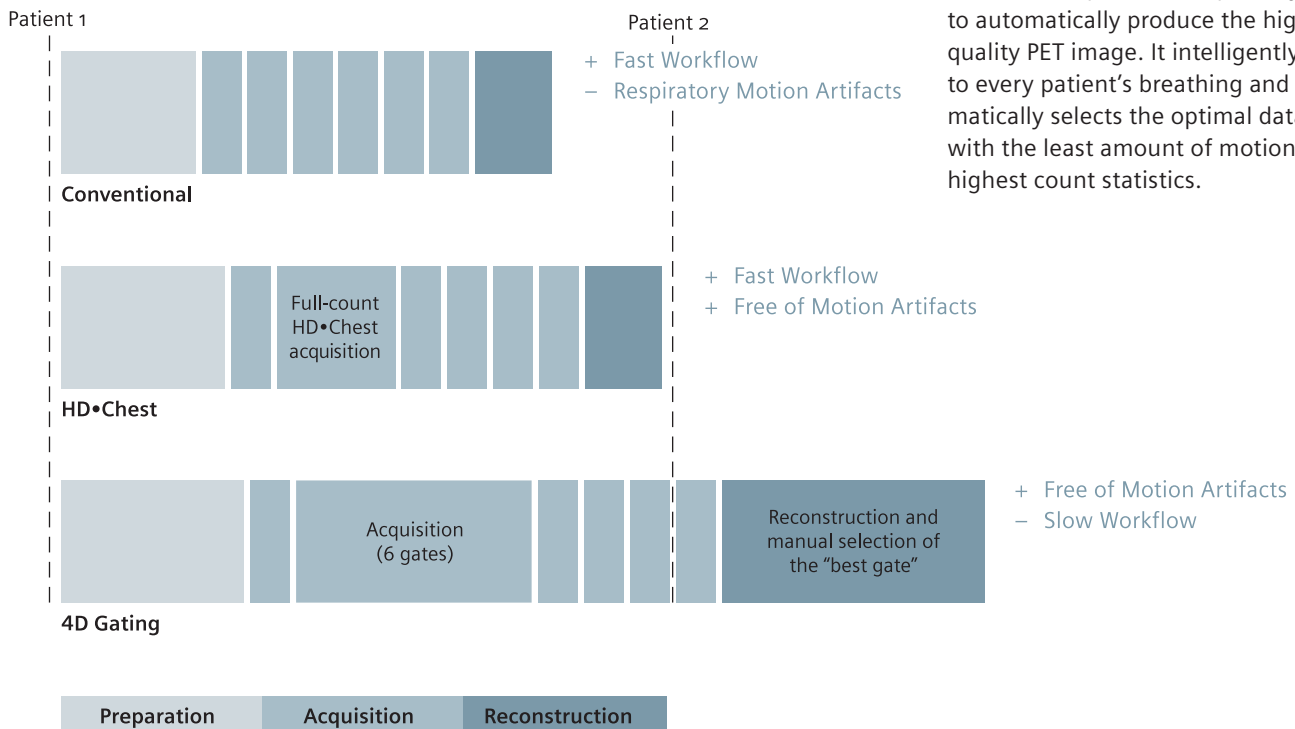 Patient 1
Patient 2
+ Fast Workflow
– Respiratory Motion Artifacts
Conventional
to automatically produce the
quality PET image. It intelligently
to every patient’s breathing and
matically selects the optimal
with the least amount of motion
highest count statistics.
Full-count
HD•Chest
acquisition
+ Fast Workflow
+ Free of Motion Artifacts
HD•Chest
Acquisition
(6 gates)
Reconstruction and
manual selection of
the “best gate”
+ Free of Motion Artifacts
– Slow Workflow
4D Gating
Preparation
Acquisition
Reconstruction